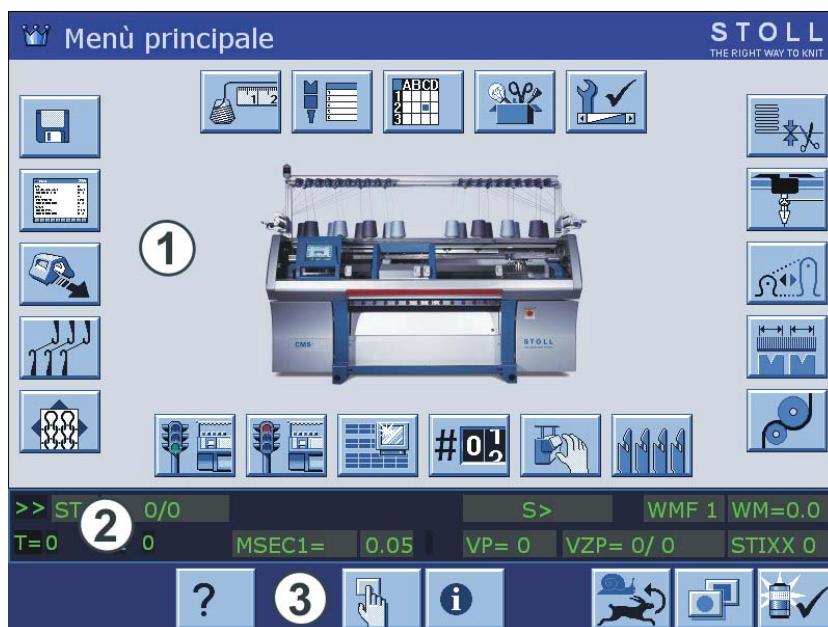 Menù principale
STOLL
THE RIGHT WAY TO KNIT
1 2
ABCD
1
2
3
1
CMS
STOLL
#012
>> ST 0/0 S> WMF 1 WM=0.0
2
T= 0 0 MSEC1= 0.05 VP= 0 VZP= 0/ 0 STIXX 0
? 3 i